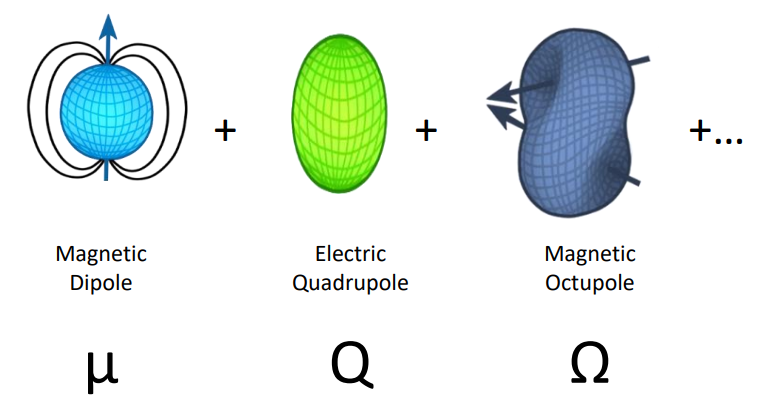 + + +...
Magnetic Electric Magnetic
Dipole Quadrupole Octupole
μ Q Ω